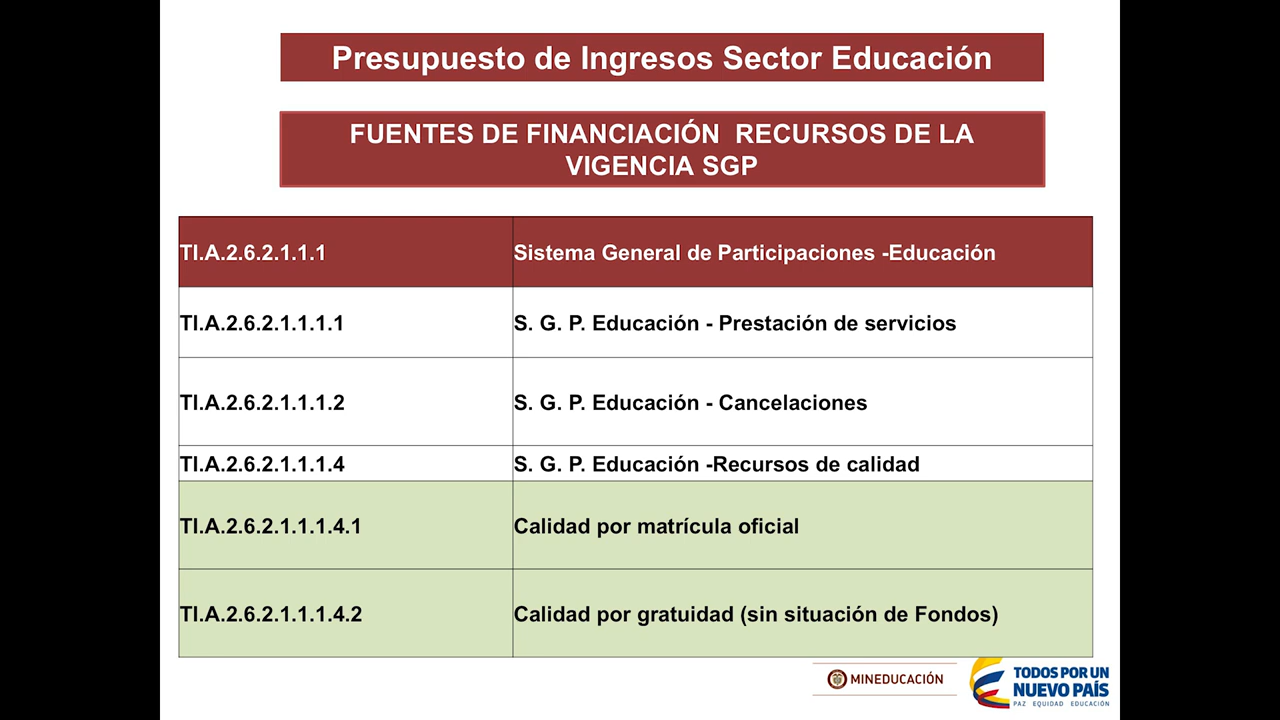 Presupuesto de Ingresos Sector Educación
FUENTES DE FINANCIACIÓN RECURSOS DE LA
VIGENCIA SGP
TI.A.2.6.2.1.1.1 Sistema General de Participaciones -Educación
TI.A.2.6.2.1.1.1.1 S. G. P. Educación - Prestación de servicios
TI.A.2.6.2.1.1.1.2 S. G. P. Educación - Cancelaciones
TI.A.2.6.2.1.1.1.4 S. G. P. Educación -Recursos de calidad
TI.A.2.6.2.1.1.1.4.1 Calidad por matrícula oficial
TI.A.2.6.2.1.1.1.4.2 Calidad por gratuidad (sin situación de Fondos)
MINEDUCACIÓN
TODOS POR UN
NUEVO PAÍS
PAZ EQUIDAD EDUCACIÓN